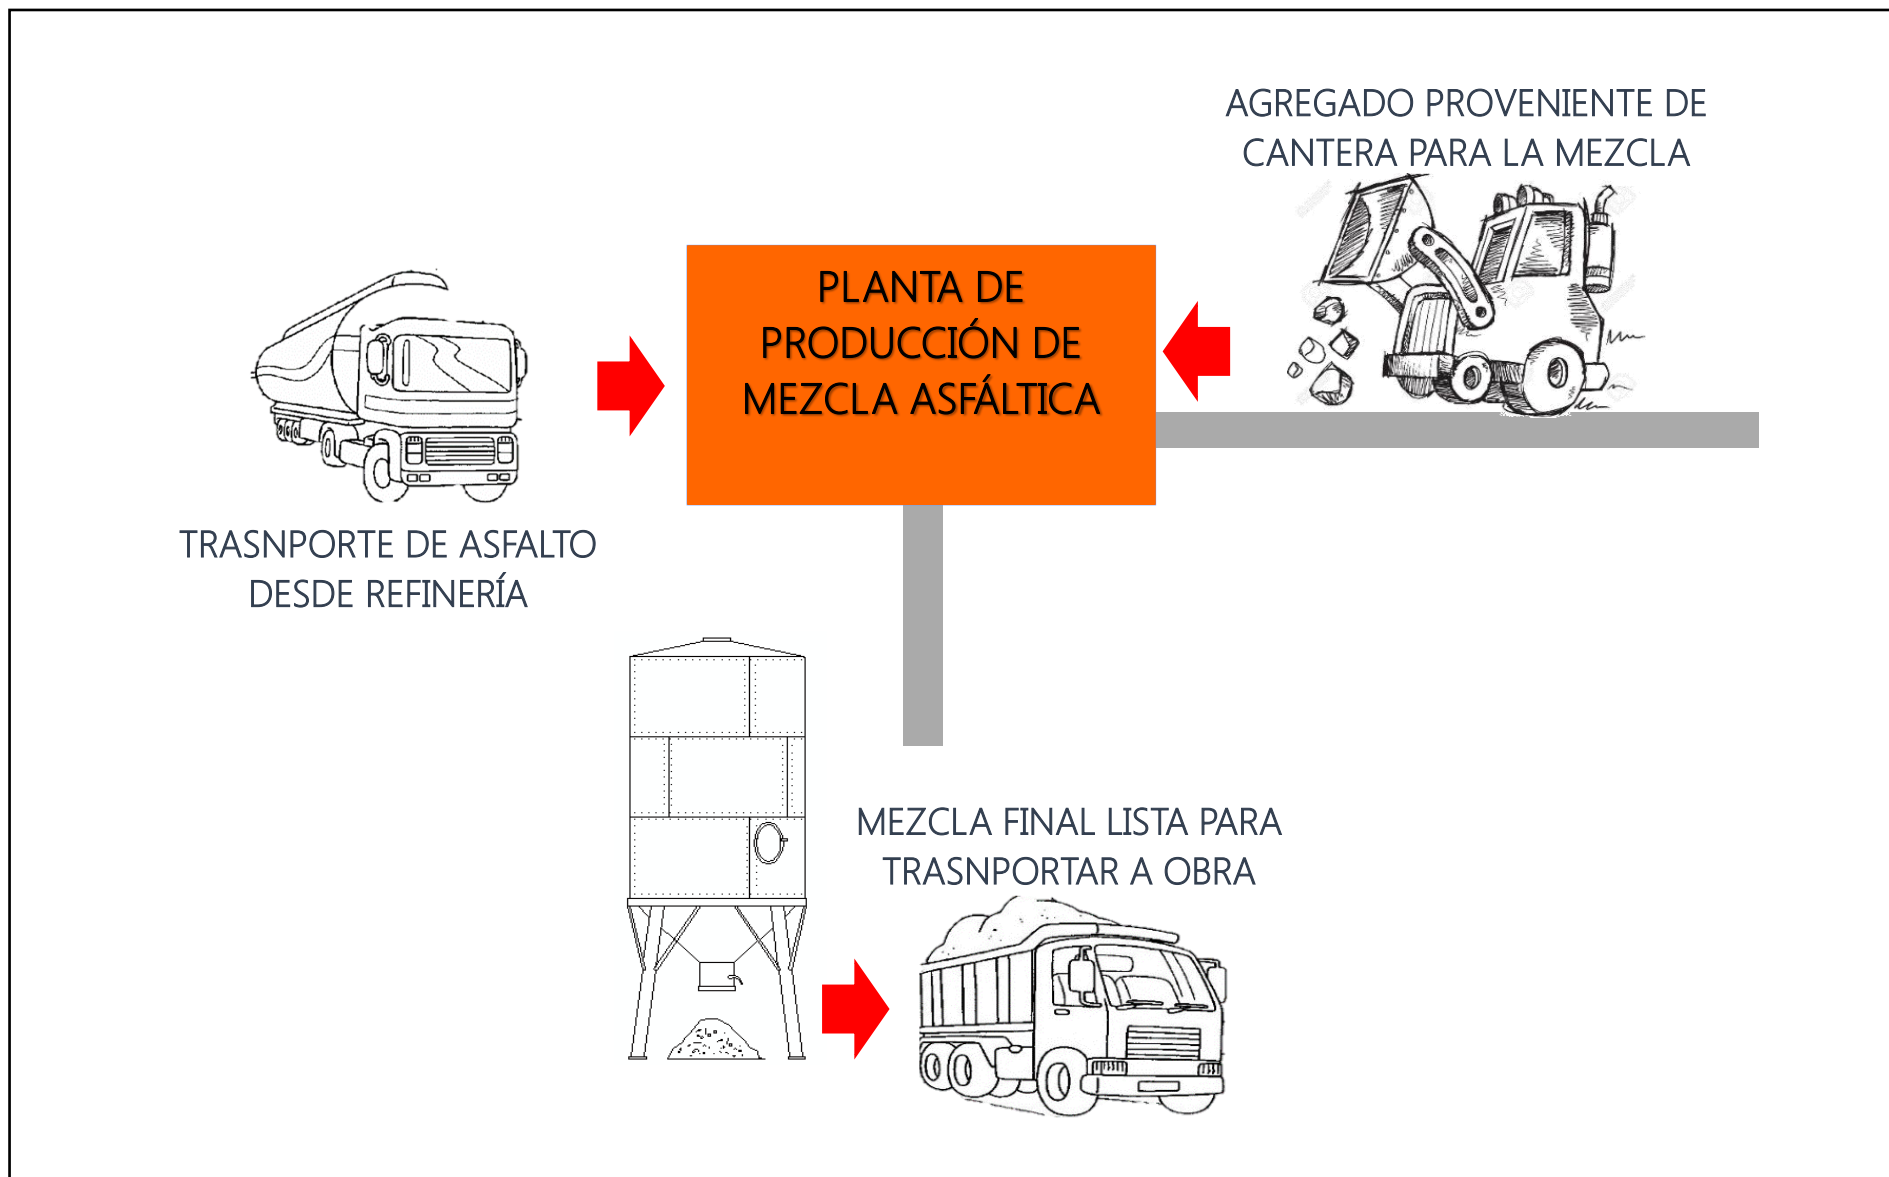 AGREGADO PROVENIENTE DE
CANTERA PARA LA MEZCLA
PLANTA DE
PRODUCCIÓN DE
MEZCLA ASFÁLTICA
TRASNPORTE DE ASFALTO
DESDE REFINERÍA
MEZCLA FINAL LISTA PARA
TRASNPORTAR A OBRA